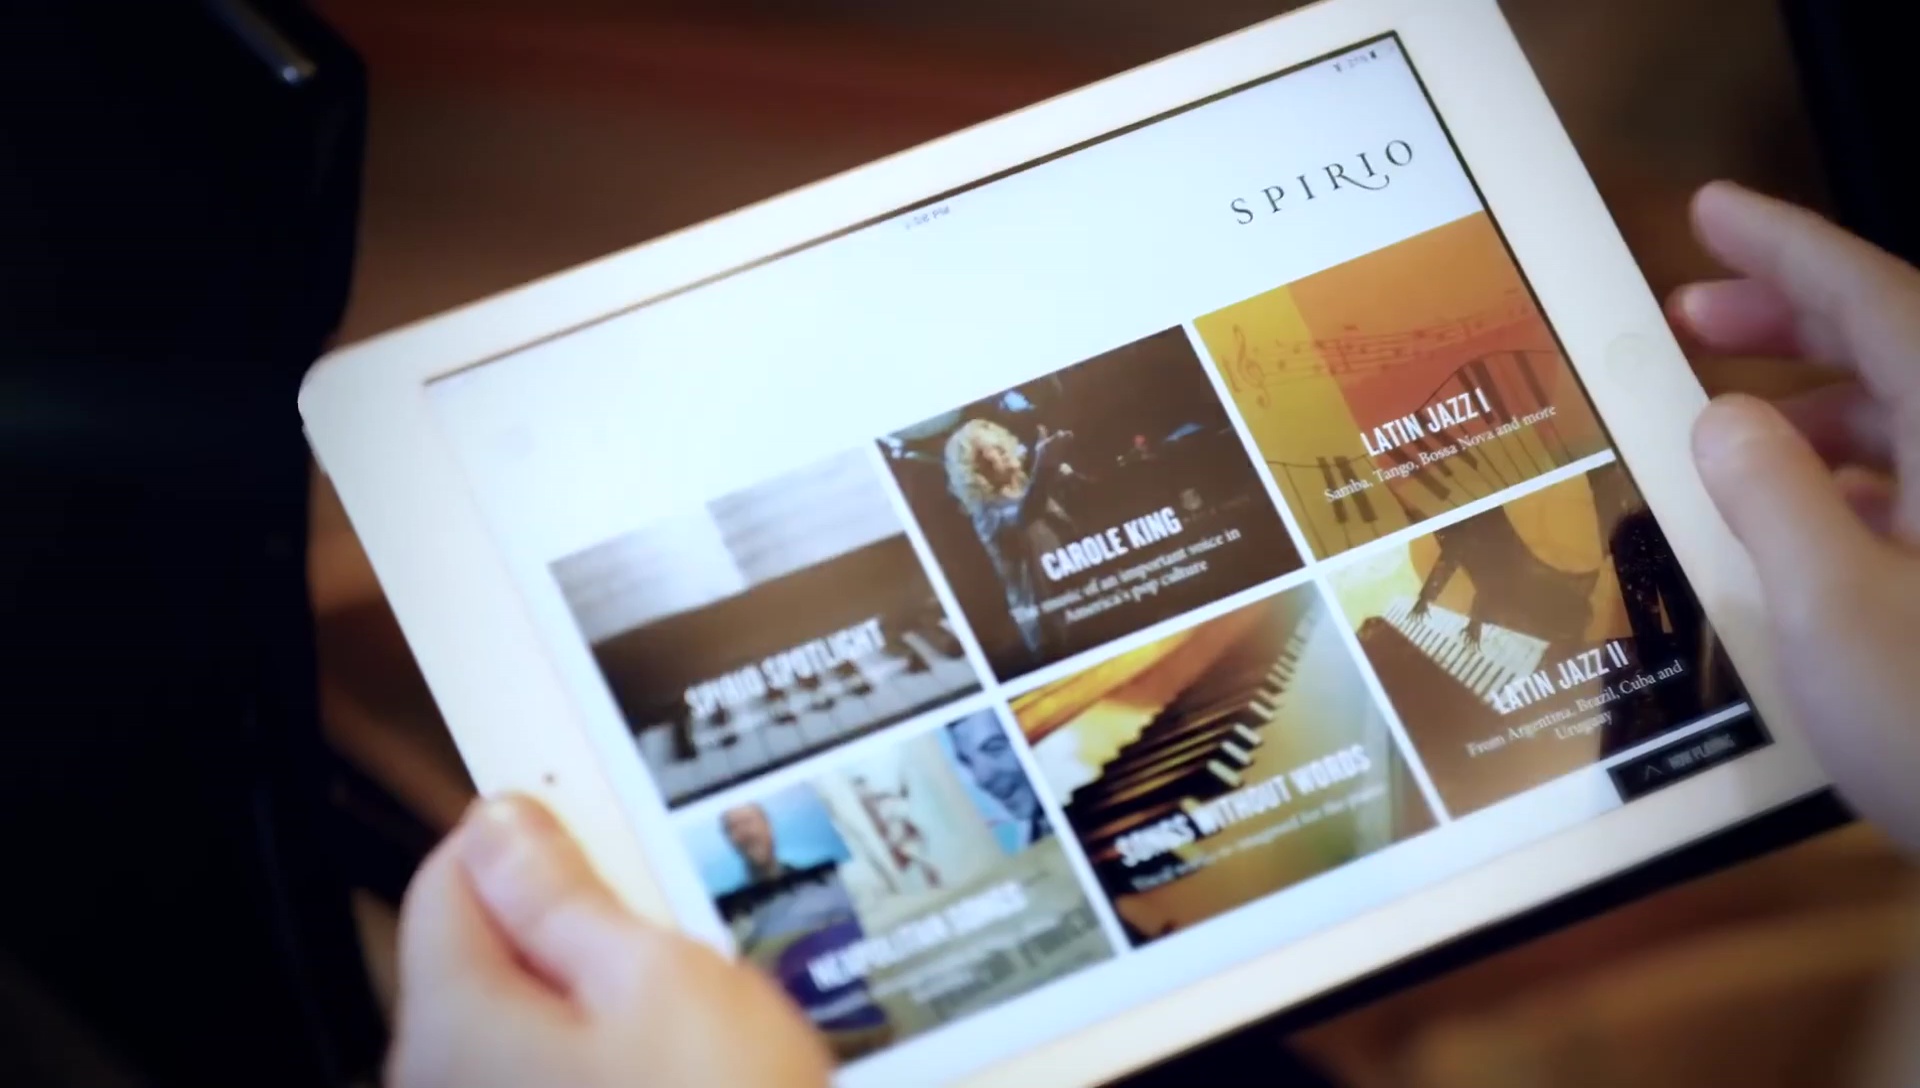 PM
SPIRIO
SPIRIO SPOTLIGHT
CAROLE KING
The music of an important voice in
America's pop culture
LATIN JAZZ I
Samba, Tango, Bossa Nova and more
NEAPOLITAN SONGS
SONGS WITHOUT WORDS
LATIN JAZZ II
From Argentina, Brazil, Cuba and
Uruguay
NOW PLAYING